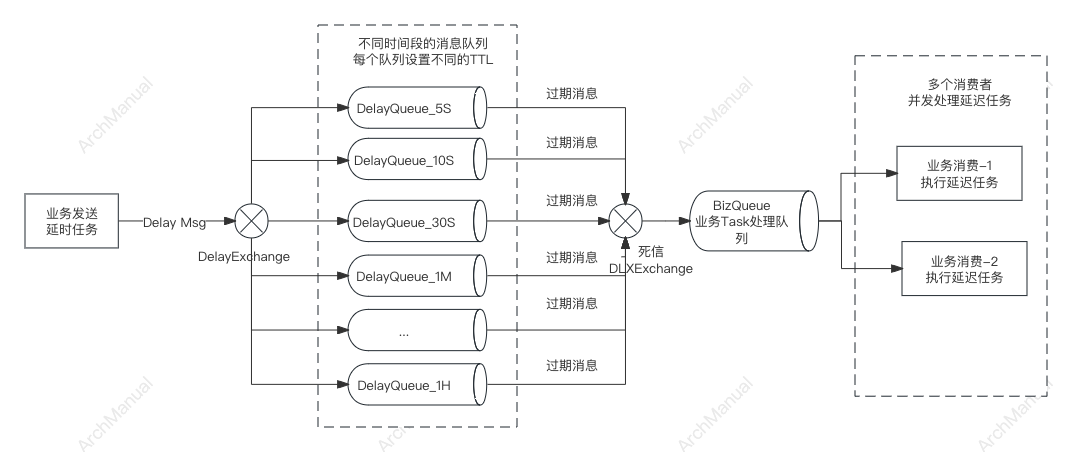 不同时间段的消息队列
每个队列设置不同的TTL
多个消费者
并发处理延迟任务
业务发送
延时任务
Delay Msg
DelayExchange
DelayQueue_5S
DelayQueue_10S
DelayQueue_30S
DelayQueue_1M
...
DelayQueue_1H
过期消息
过期消息
过期消息
过期消息
过期消息
过期消息
死信
DLXExchange
BizQueue
业务Task处理队
列
业务消费-1
执行延迟任务
业务消费-2
执行延迟任务
ArchManual
ArchManual
ArchManual
ArchManual
ArchManual
ArchManual
ArchManual